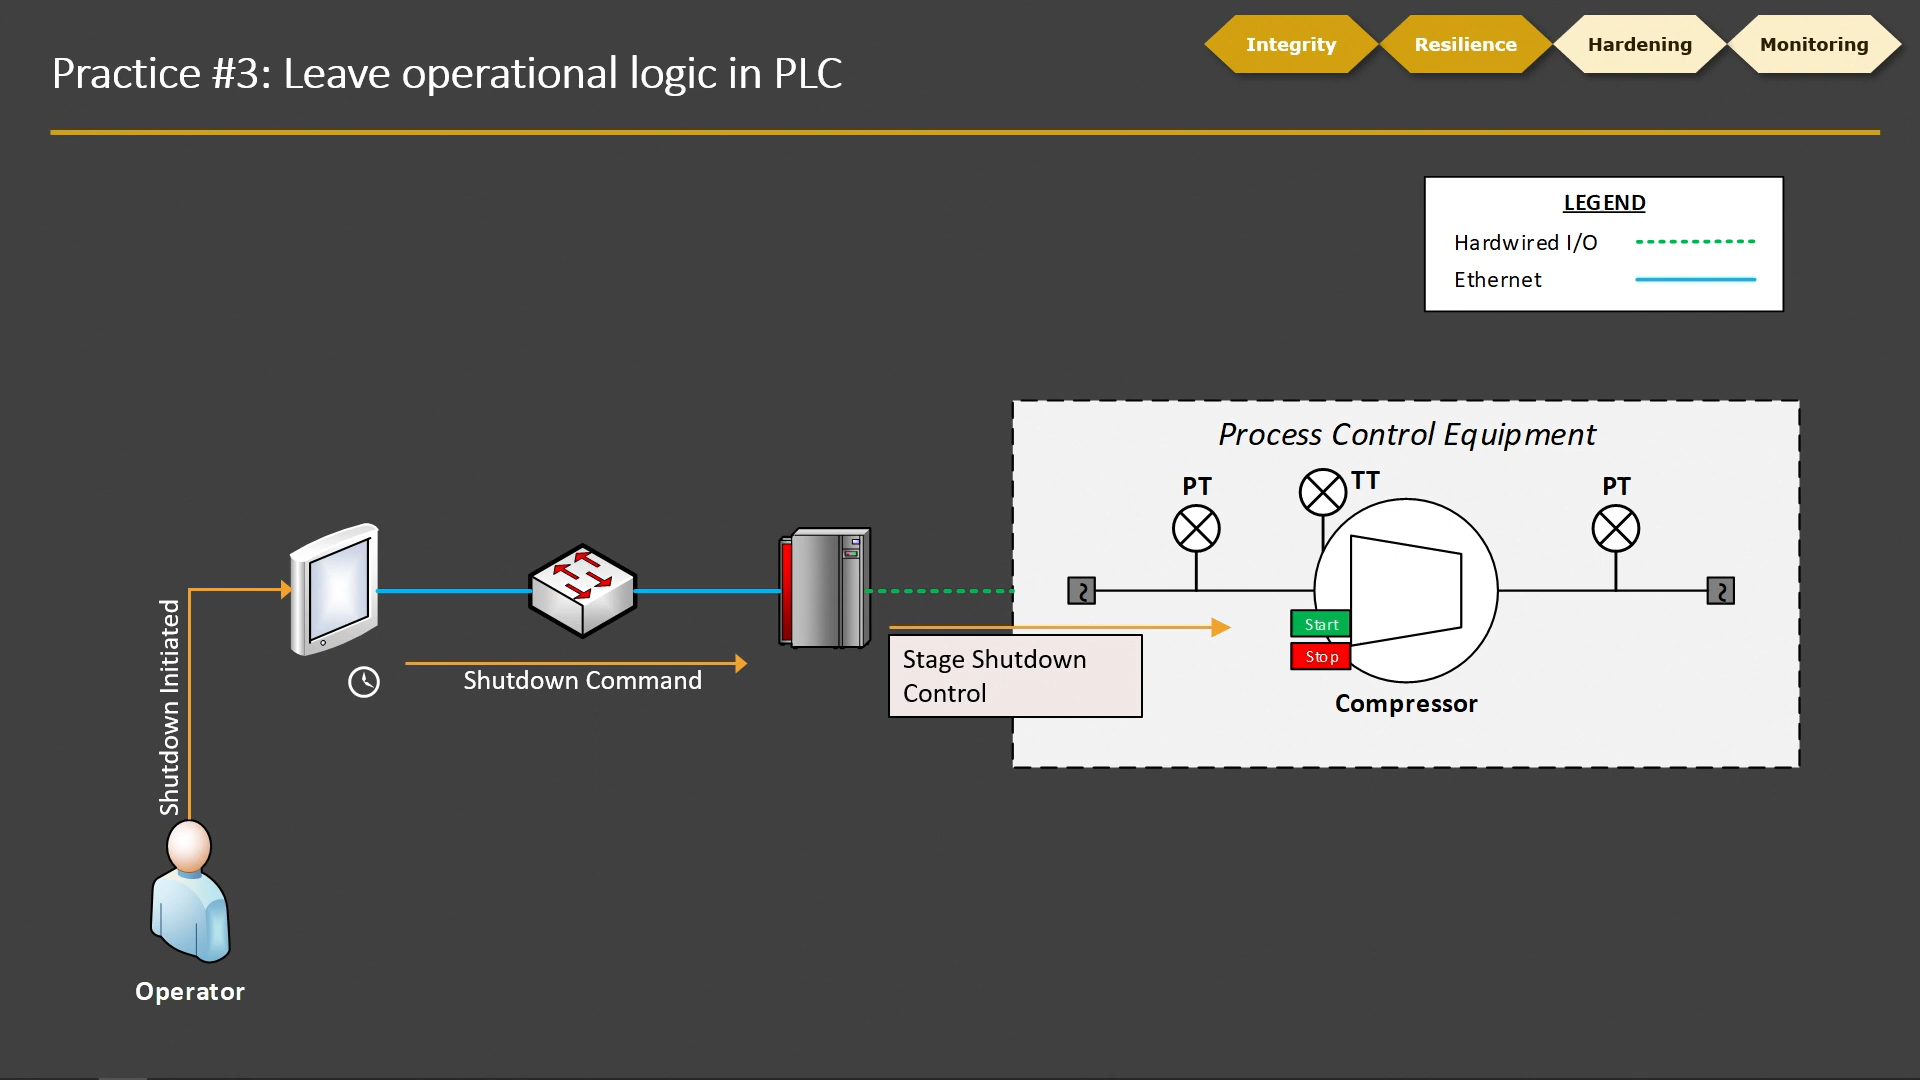 Practice #3: Leave operational logic in PLC
Integrity
Resilience
Hardening
Monitoring
LEGEND
Hardwired I/O
Ethernet
Process Control Equipment
PT
TT
PT
Start
Stop
Compressor
Stage Shutdown
Control
Shutdown Command
Shutdown Initiated
Operator